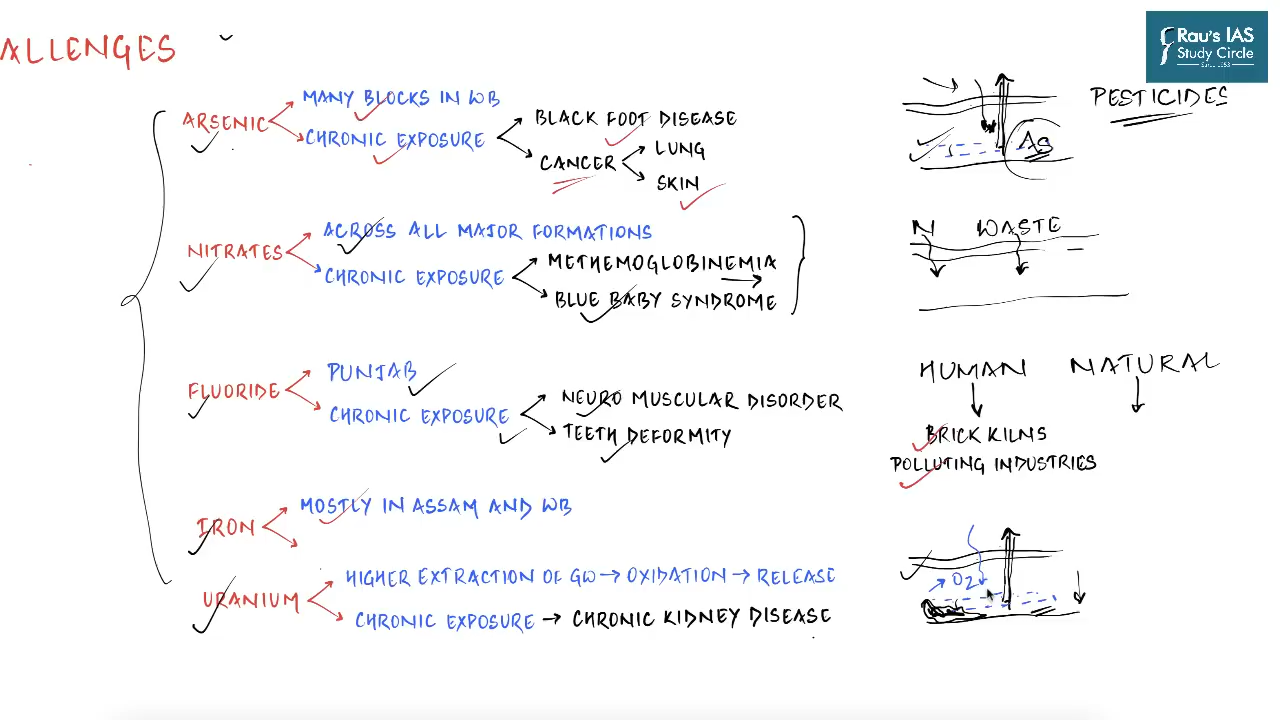 ALLENGES
Rau's IAS
Study Circle
Since 1953
MANY BLOCKS IN WB
ARSENIC
CHRONIC EXPOSURE
BLACK FOOT DISEASE
CANCER
LUNG
SKIN
As
PESTICIDES
NITRATES
ACROSS ALL MAJOR FORMATIONS
CHRONIC EXPOSURE
METHEMOGLOBINEMIA
BLUE BABY SYNDROME
N WASTE
FLUORIDE
PUNJAB
CHRONIC EXPOSURE
NEURO MUSCULAR DISORDER
TEETH DEFORMITY
HUMAN NATURAL
BRICK KILNS
POLLUTING INDUSTRIES
IRON
MOSTLY IN ASSAM AND WB
URANIUM
HIGHER EXTRACTION OF GW → OXIDATION → RELEASE
CHRONIC EXPOSURE → CHRONIC KIDNEY DISEASE
O2